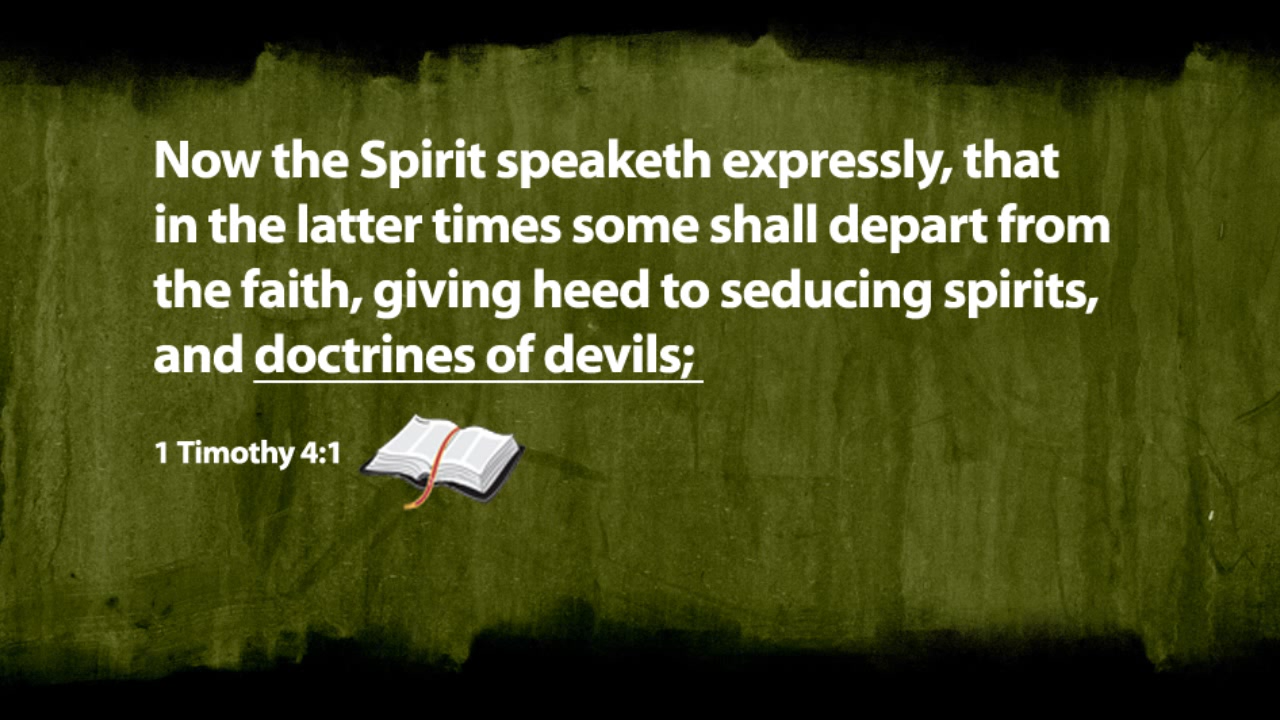 Now the Spirit speaketh expressly, that
in the latter times some shall depart from
the faith, giving heed to seducing spirits,
and doctrines of devils;
1 Timothy 4:1